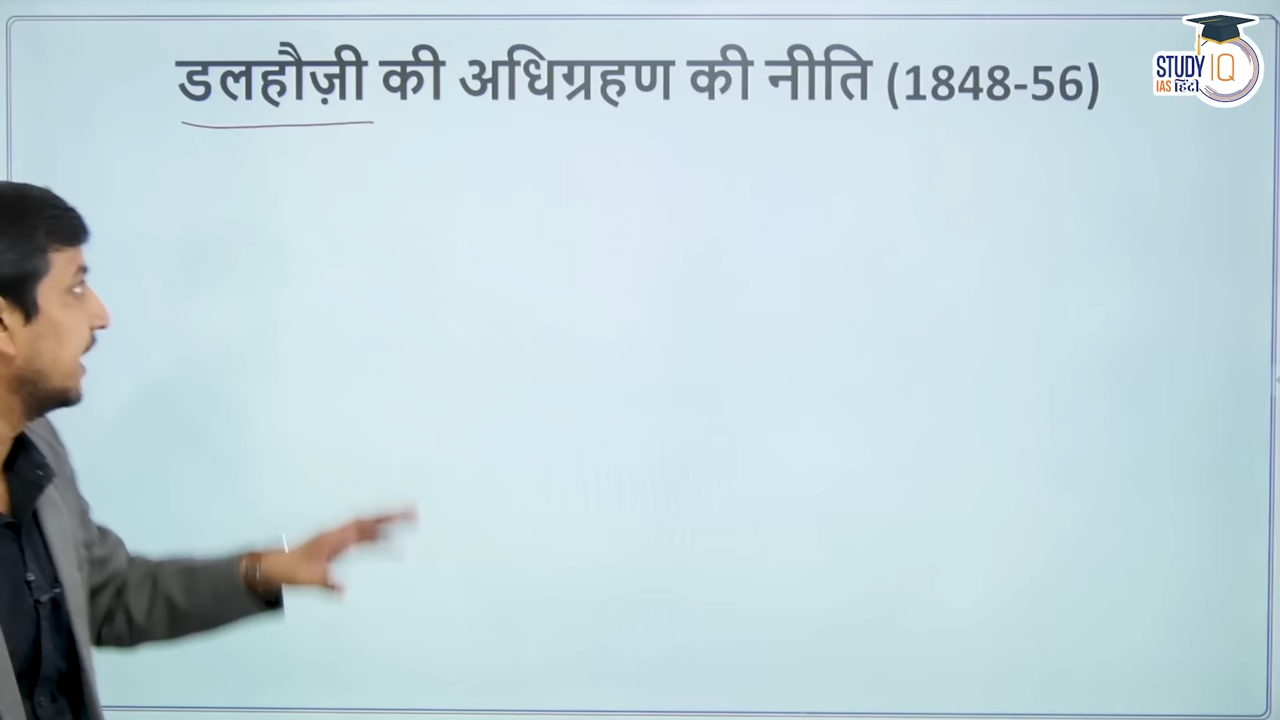 डलहौज़ी की अधिग्रहण की नीति (1848-56)
STUDY IQ
IAS हिंदी